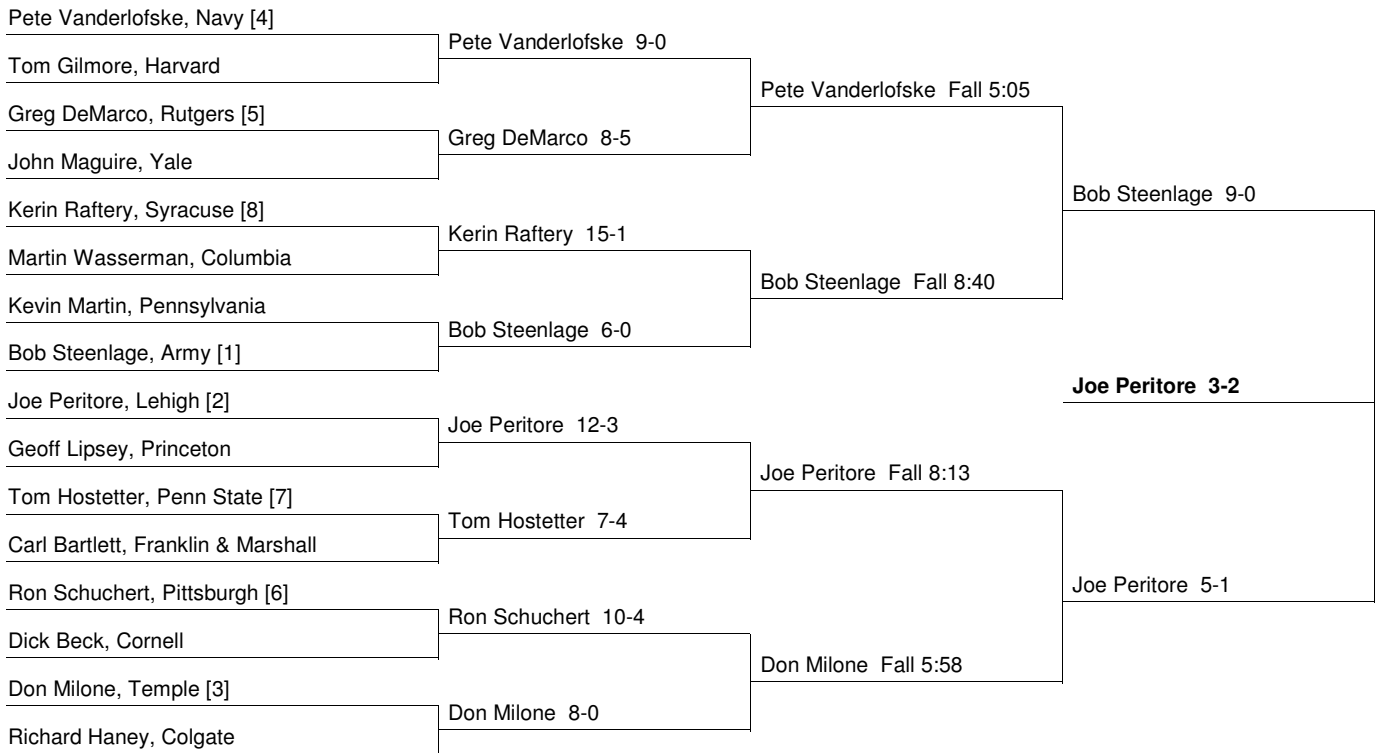 Pete Vanderlofske, Navy [4]
Tom Gilmore, Harvard
Greg DeMarco, Rutgers [5]
John Maguire, Yale
Kerin Raftery, Syracuse [8]
Martin Wasserman, Columbia
Kevin Martin, Pennsylvania
Bob Steenlage, Army [1]
Joe Peritore, Lehigh [2]
Geoff Lipsey, Princeton
Tom Hostetter, Penn State [7]
Carl Bartlett, Franklin & Marshall
Ron Schuchert, Pittsburgh [6]
Dick Beck, Cornell
Don Milone, Temple [3]
Richard Haney, Colgate
Pete Vanderlofske 9-0
Greg DeMarco 8-5
Kerin Raftery 15-1
Bob Steenlage 6-0
Joe Peritore 12-3
Tom Hostetter 7-4
Ron Schuchert 10-4
Don Milone 8-0
Pete Vanderlofske Fall 5:05
Bob Steenlage Fall 8:40
Joe Peritore Fall 8:13
Don Milone Fall 5:58
Bob Steenlage 9-0
Joe Peritore 5-1
Joe Peritore 3-2